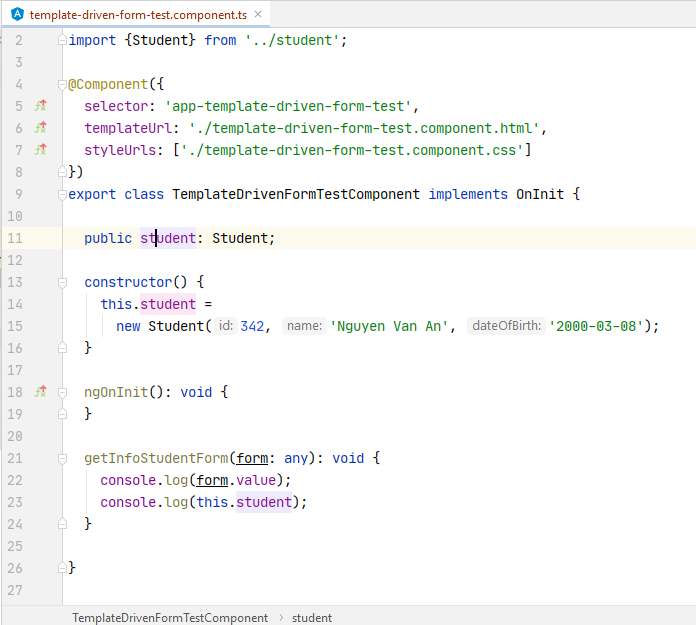 template-driven-form-test.component.ts
2 import {Student} from '../student';
3
4 @Component({
5 selector: 'app-template-driven-form-test',
6 templateUrl: './template-driven-form-test.component.html',
7 styleUrls: ['./template-driven-form-test.component.css']
8 })
9 export class TemplateDrivenFormTestComponent implements OnInit {
10
11 public student: Student;
12
13 constructor() {
14 this.student =
15 new Student( id: 342, name: 'Nguyen Van An', dateOfBirth: '2000-03-08');
16 }
17
18 ngOnInit(): void {
19 }
20
21 getInfoStudentForm(form: any): void {
22 console.log(form.value);
23 console.log(this.student);
24 }
25
26 }
27
TemplateDrivenFormTestComponent › student